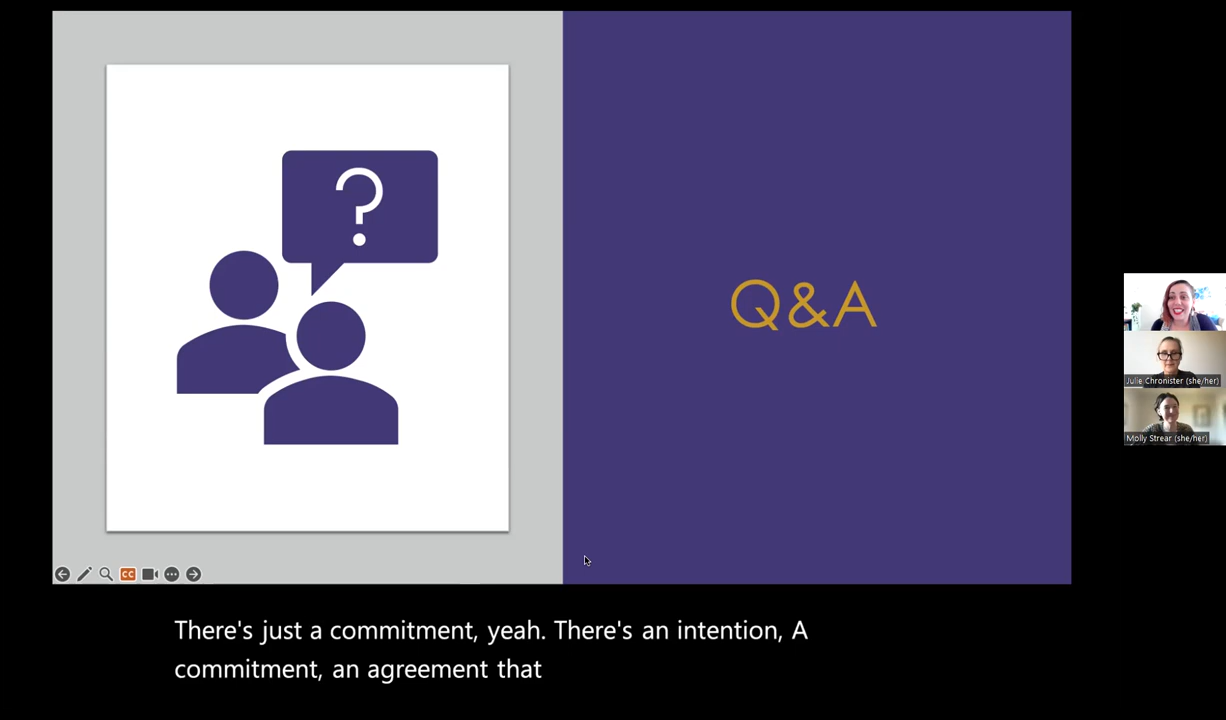 ?
Q&A
Julie Chronister (she/her)
Molly Strear (she/her)
CC
There's just a commitment, yeah. There's an intention, A
commitment, an agreement that